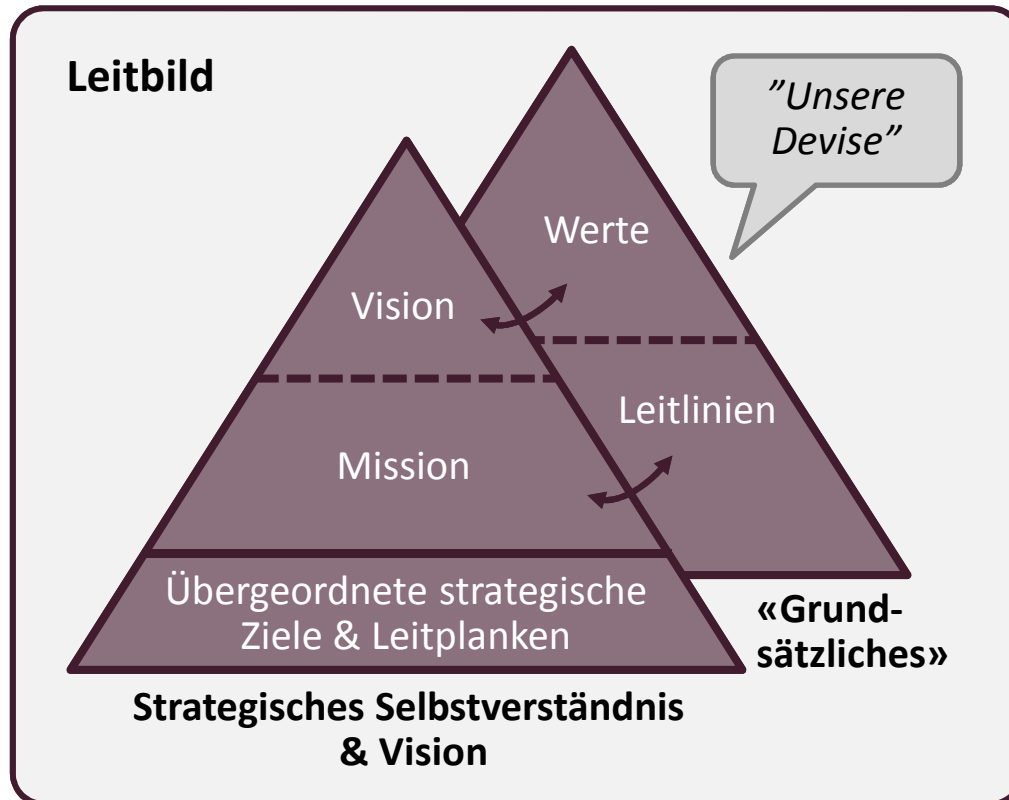 Leitbild
”Unsere
Devise”
Werte
Vision
Leitlinien
Mission
Übergeordnete strategische
Ziele & Leitplanken
«Grund-
sätzliches»
Strategisches Selbstverständnis
& Vision